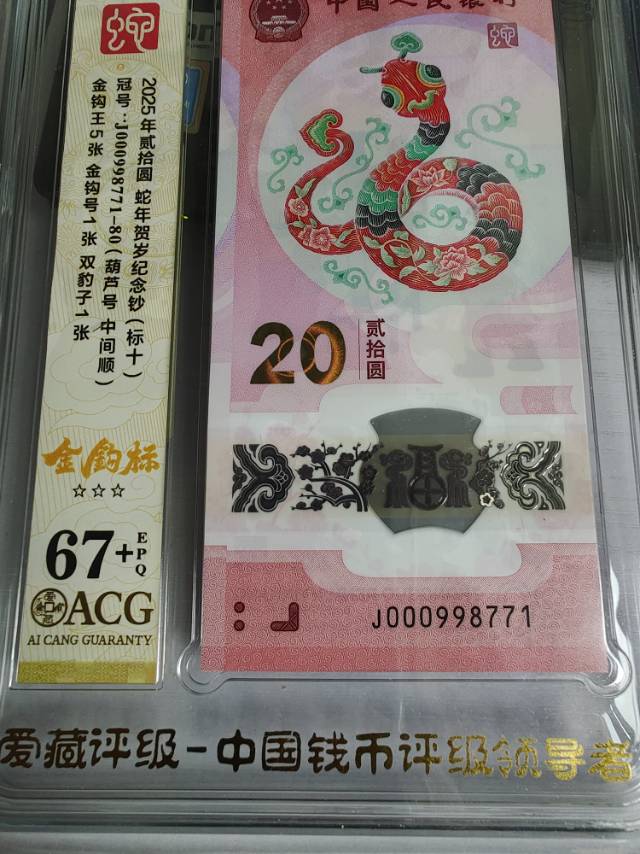 蛇
2025年贰拾圆 蛇年贺岁纪念钞（标十）
冠号：J000998771-80（葫芦号 中间顺）
金钩王5张 金钩号1张 双豹子1张
金钩标
67+
EPQ
ACG
AI CANG GUARANTY
中国人民银行
蛇
20
贰拾圆
J000998771
爱藏评级-中国钱币评级领导者